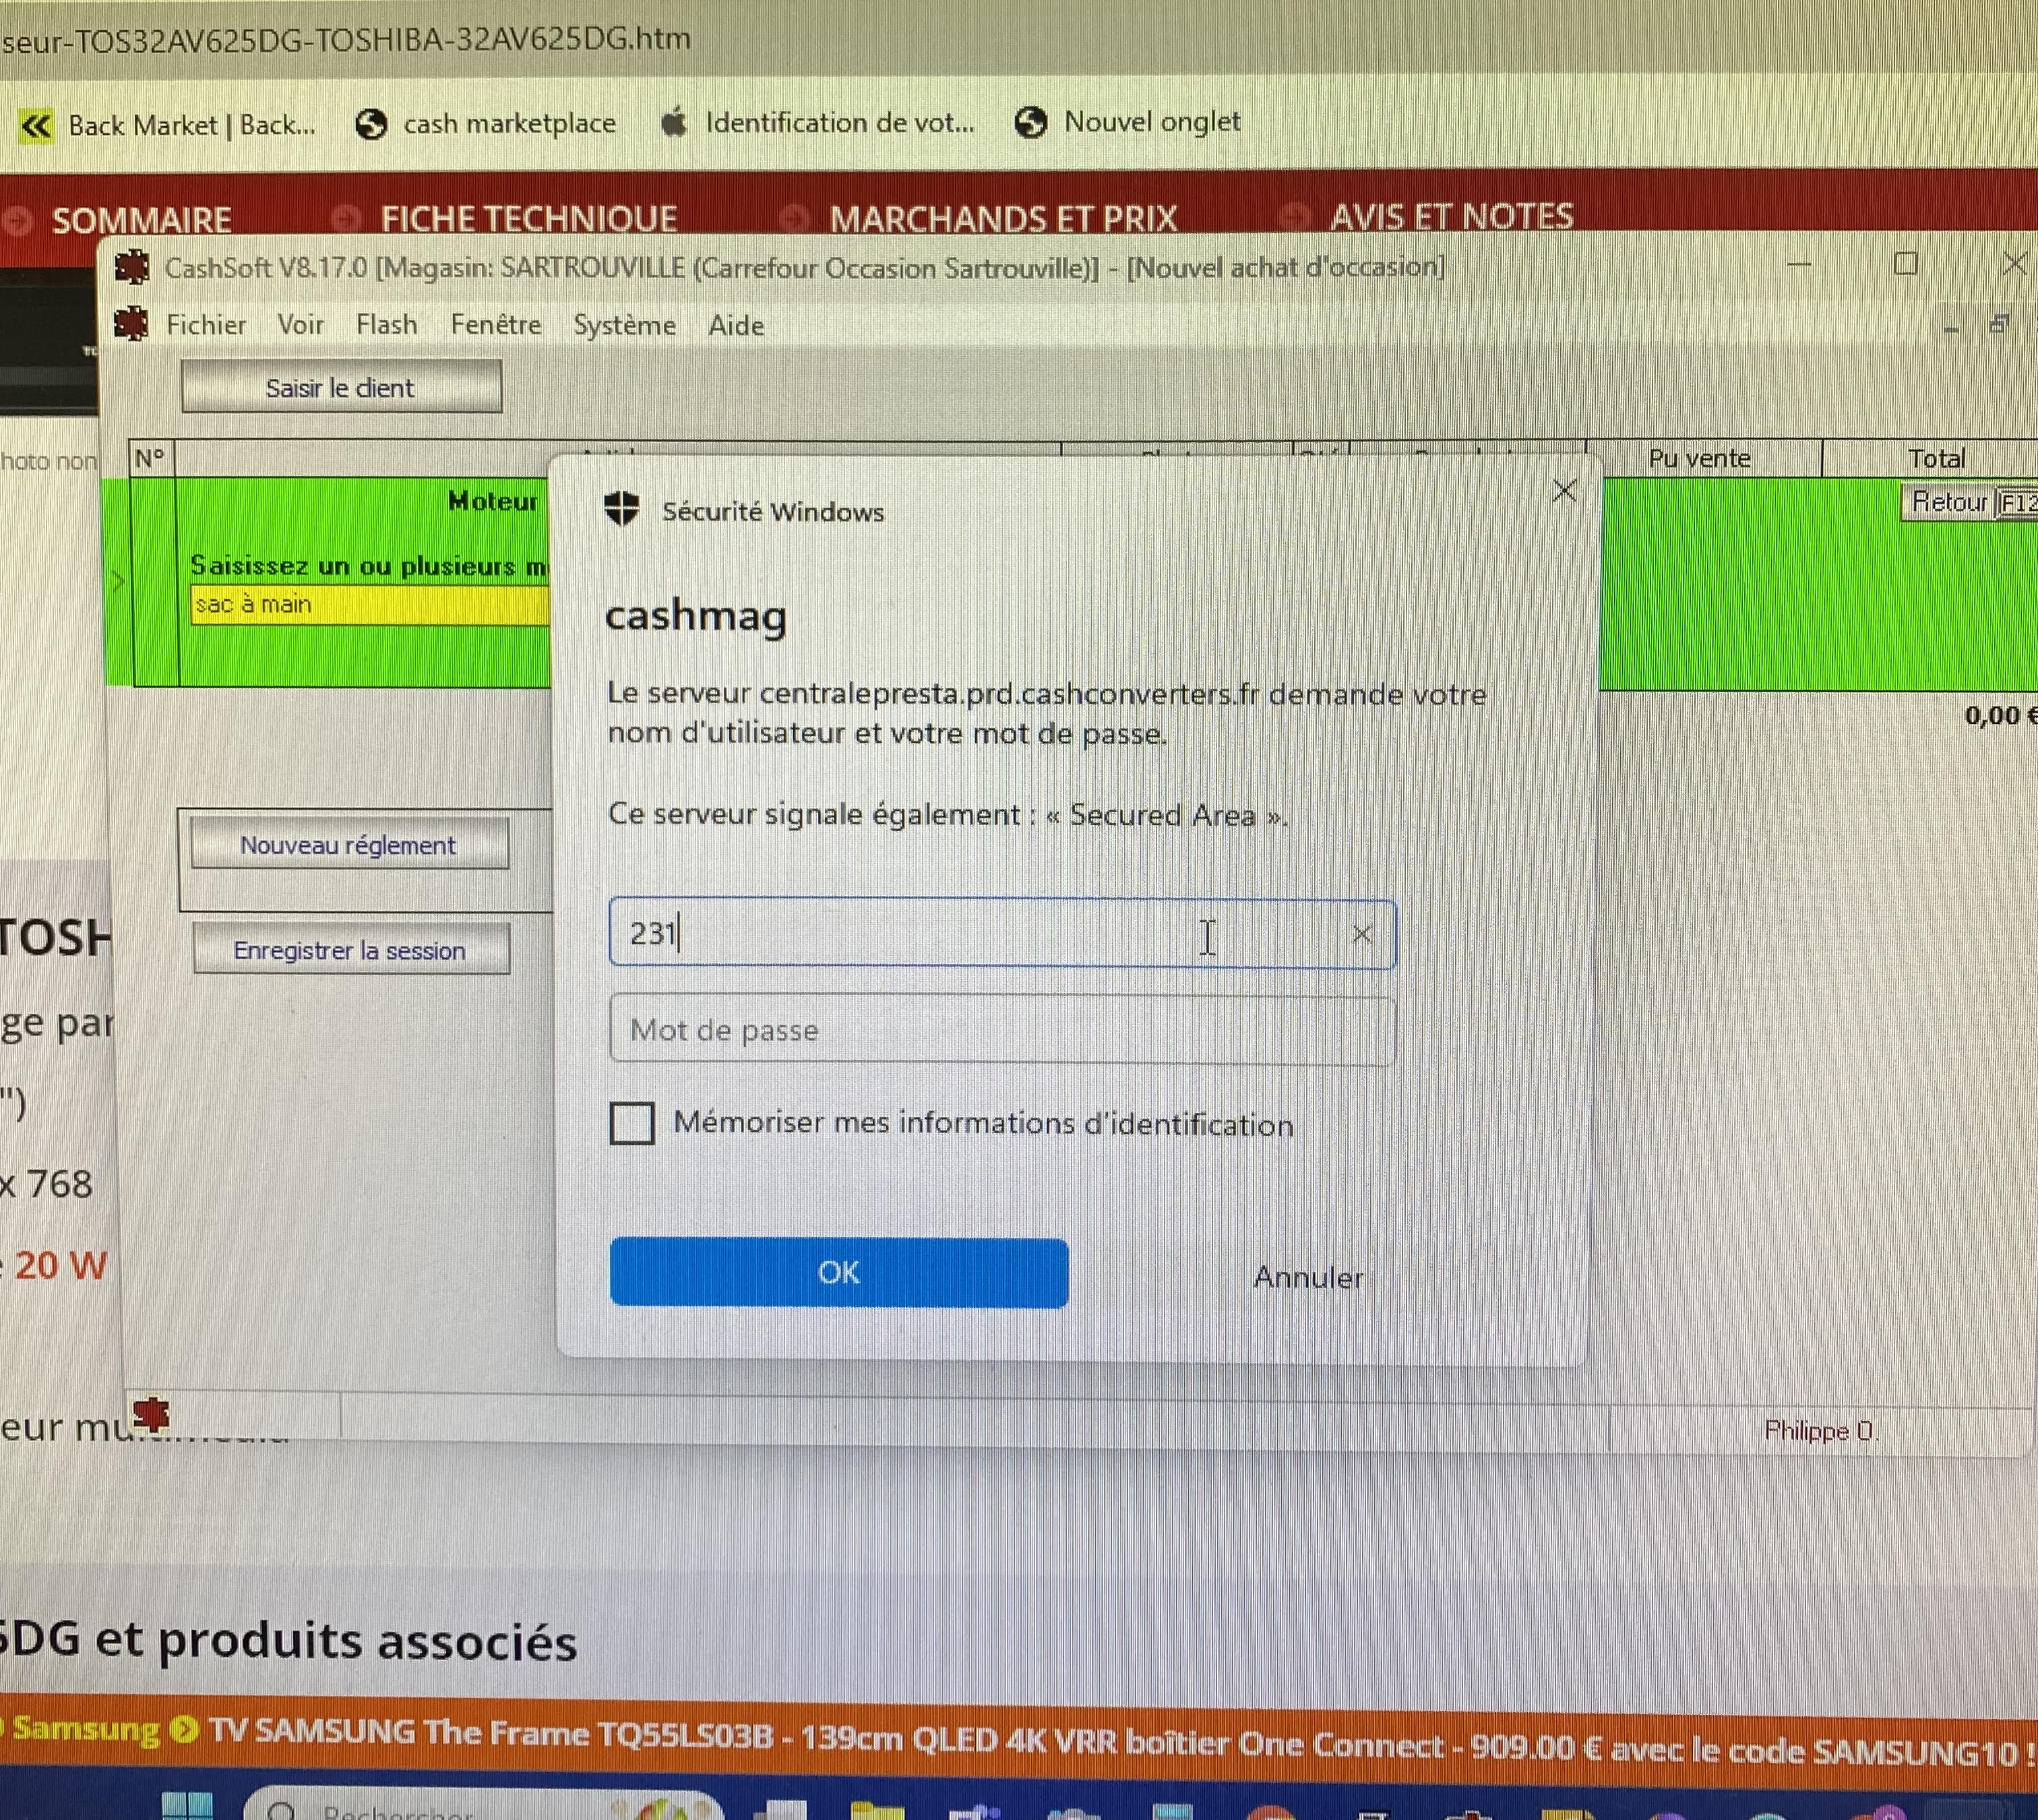 seur-TOS32AV625DG-TOSHIBA-32AV625DG.htm
Back Market | Back... cash marketplace Identification de vot... Nouvel onglet
SOMMAIRE FICHE TECHNIQUE MARCHANDS ET PRIX AVIS ET NOTES
CashSoft V8.17.0 [Magasin: SARTROUVILLE (Carrefour Occasion Sartrouville)] - [Nouvel achat d'occasion]
Fichier Voir Flash Fenêtre Système Aide
Saisir le client
hoto non
N° Pu vente Total
Moteur
Retour F12
Saisissez un ou plusieurs m
sac à main
0,00 €
Sécurité Windows
cashmag
Le serveur centralepresta.prd.cashconverters.fr demande votre
nom d'utilisateur et votre mot de passe.
Ce serveur signale également : « Secured Area ».
231
Mot de passe
Mémoriser mes informations d'identification
OK Annuler
Nouveau réglement
Enregistrer la session
TOSH
ge par
")
x 768
20 W
eur mu
Philippe O.
5DG et produits associés
Samsung TV SAMSUNG The Frame TQ55LS03B - 139cm QLED 4K VRR boîtier One Connect - 909.00 € avec le code SAMSUNG10 !
Rechercher